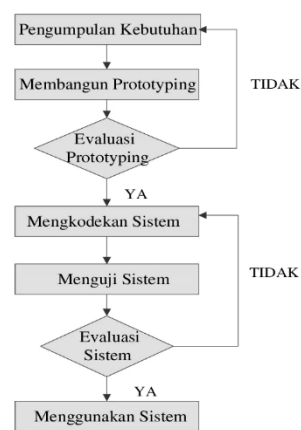 Pengumpulan Kebutuhan
Membangun Prototyping
TIDAK
Evaluasi
Prototyping
YA
Mengkodekan Sistem
Menguji Sistem
TIDAK
Evaluasi
Sistem
YA
Menggunakan Sistem